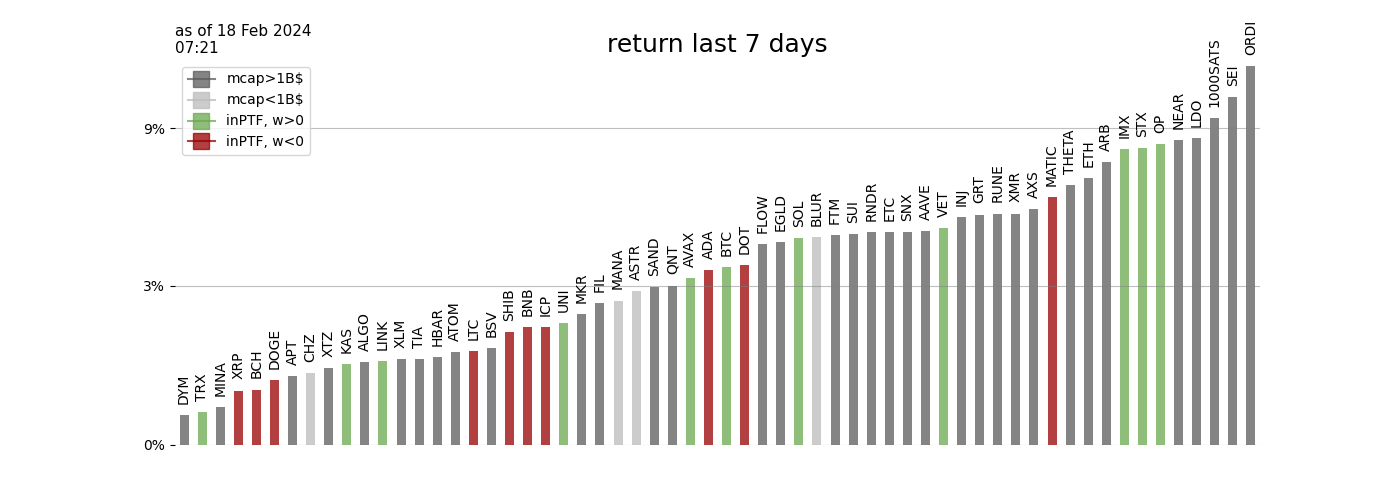 as of 18 Feb 2024
07:21
return last 7 days
mcap>1B$
mcap<1B$
inPTF, w>0
inPTF, w<0
9%
3%
0%
DYM
TRX
MINA
XRP
BCH
DOGE
APT
CHZ
XTZ
KAS
ALGO
LINK
XLM
TIA
HBAR
ATOM
LTC
BSV
SHIB
BNB
ICP
UNI
MKR
FIL
MANA
ASTR
SAND
QNT
AVAX
ADA
BTC
DOT
FLOW
EGLD
SOL
BLUR
FTM
SUI
RNDR
ETC
SNX
AAVE
VET
INJ
GRT
RUNE
XMR
AXS
MATIC
THETA
ETH
ARB
IMX
STX
OP
NEAR
LDO
1000SATS
SEI
ORDI